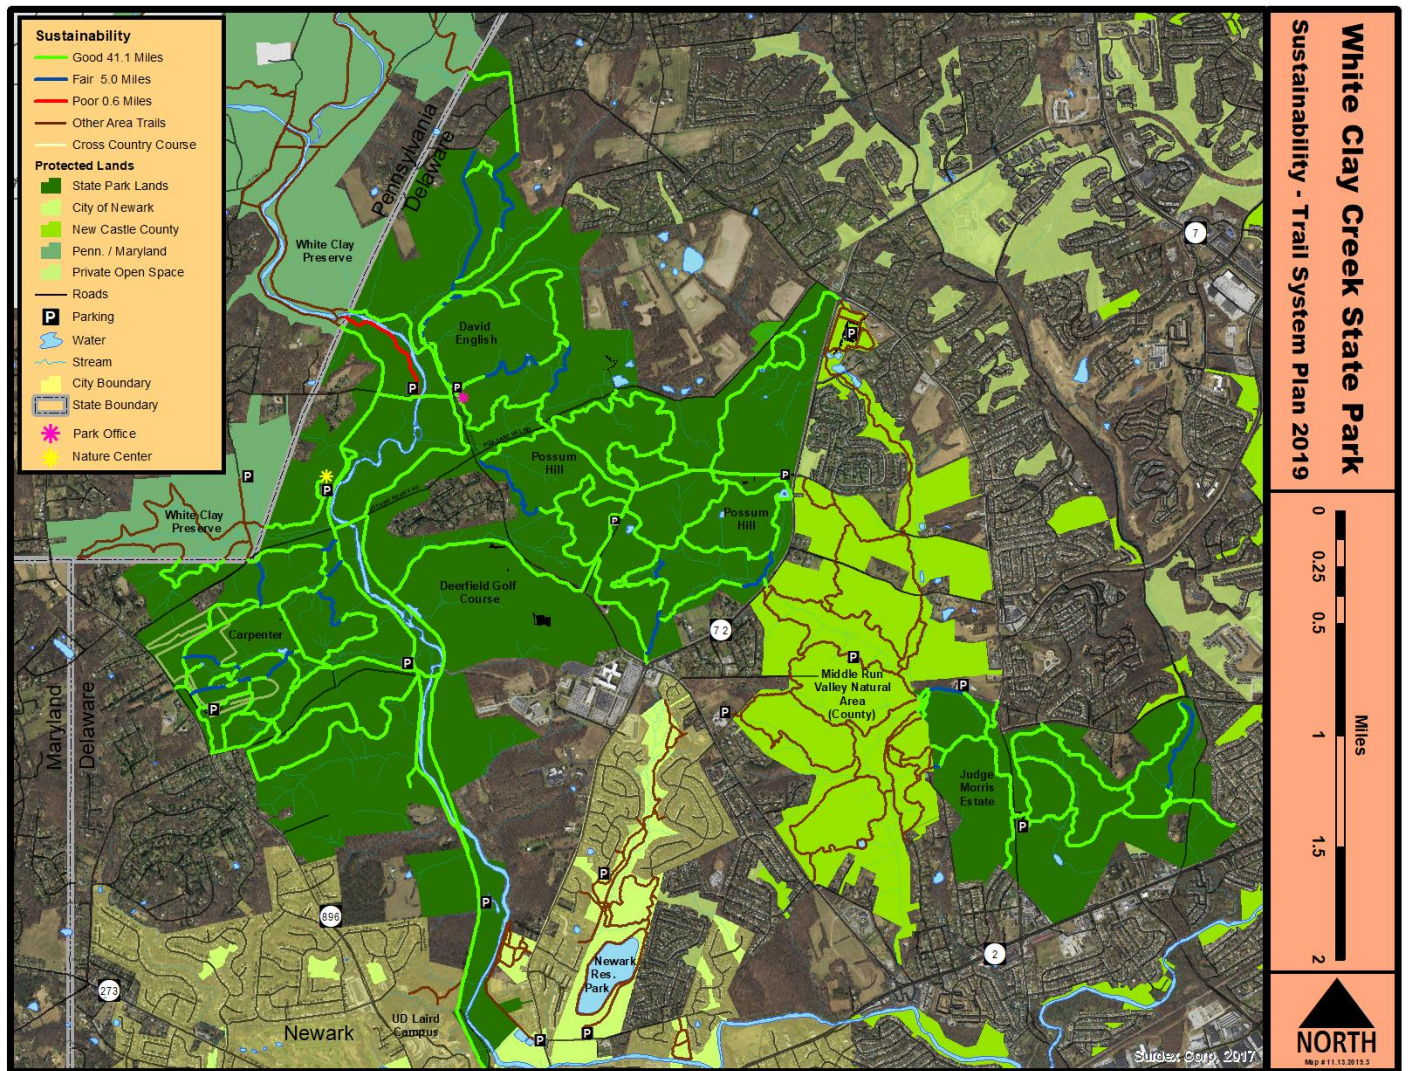 Sustainability
Good 41.1 Miles
Fair 5.0 Miles
Poor 0.6 Miles
Other Area Trails
Cross Country Course
Protected Lands
State Park Lands
City of Newark
New Castle County
Penn. / Maryland
Private Open Space
Roads
P Parking
Water
Stream
City Boundary
State Boundary
Park Office
Nature Center
Pennsylvania
Delaware
White Clay
Preserve
David
English
P
P
P
7
Possum
Hill
P
P
White Clay
Preserve
P
P
Possum
Hill
P
Deerfield Golf
Course
Carpenter
P
P
72
P
Middle Run
Valley Natural
Area
(County)
P
P
Judge
Morris
Estate
P
Maryland
Delaware
P
P
896
2
273
Newark
Res.
Park
UD Laird
Campus
Newark
P
P
Surdex Corp, 2017
White Clay Creek State Park
Sustainability - Trail System Plan 2019
0 0.25 0.5 1 1.5 2
Miles
NORTH
Map # 11.13.2019.3